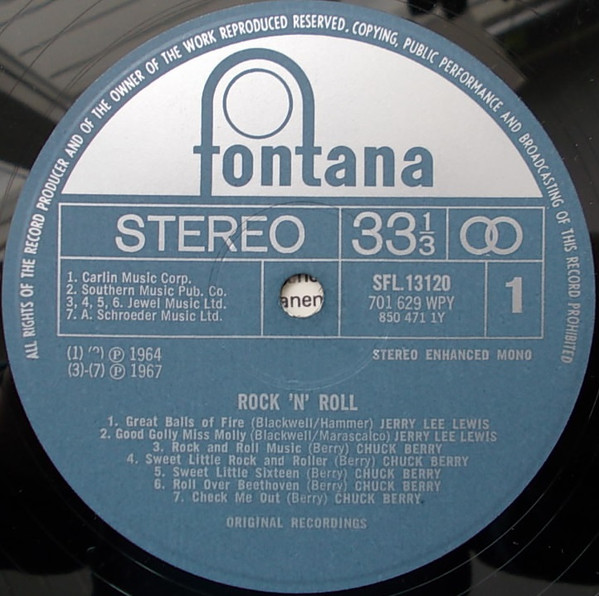 ALL RIGHTS OF THE RECORD PRODUCER AND OF THE OWNER OF THE WORK REPRODUCED RESERVED. COPYING, PUBLIC PERFORMANCE AND BROADCASTING OF THIS RECORD PROHIBITED
fontana
STEREO 33 1/3
1. Carlin Music Corp.
2. Southern Music Pub. Co.
3, 4, 5, 6. Jewel Music Ltd.
7. A. Schroeder Music Ltd.
anen
SFL.13120
701 629 WPY
850 471 1Y
1
(1) (2) Ⓟ 1964
(3)-(7) Ⓟ 1967
STEREO ENHANCED MONO
ROCK 'N' ROLL
1. Great Balls of Fire (Blackwell/Hammer) JERRY LEE LEWIS
2. Good Golly Miss Molly (Blackwell/Marascalco) JERRY LEE LEWIS
3. Rock and Roll Music (Berry) CHUCK BERRY
4. Sweet Little Rock and Roller (Berry) CHUCK BERRY
5. Sweet Little Sixteen (Berry) CHUCK BERRY
6. Roll Over Beethoven (Berry) CHUCK BERRY
7. Check Me Out (Berry) CHUCK BERRY.
ORIGINAL RECORDINGS